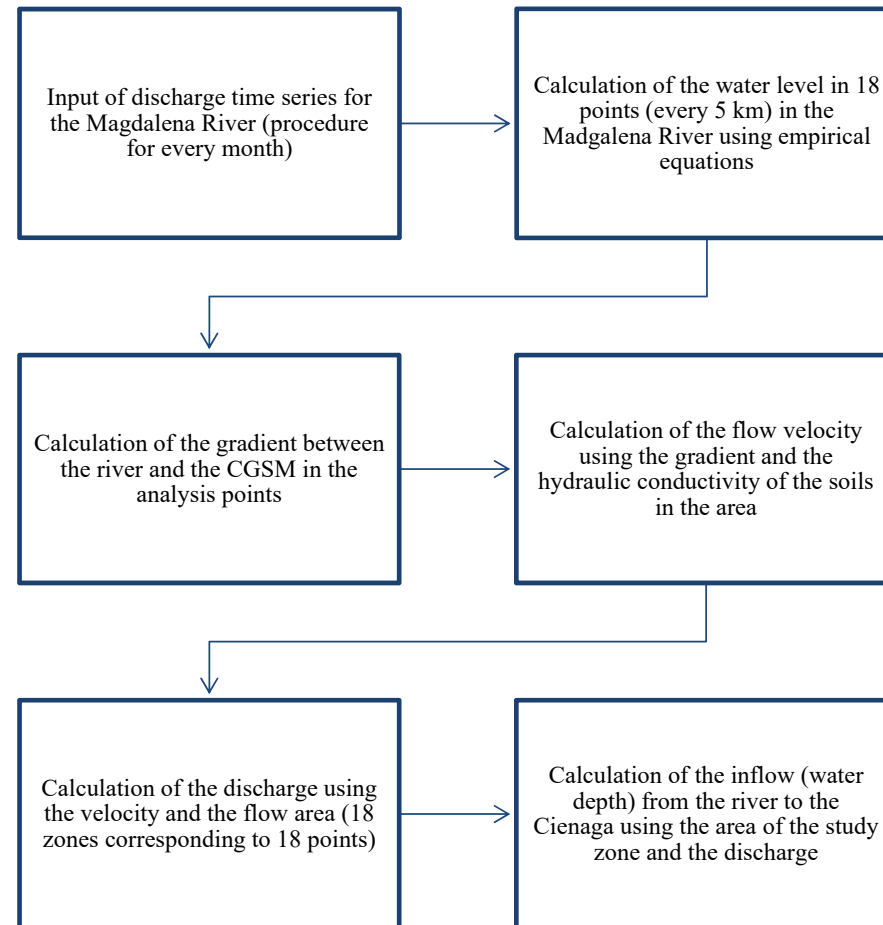 Input of discharge time series for
the Magdalena River (procedure
for every month)
Calculation of the water level in 18
points (every 5 km) in the
Madgalena River using empirical
equations
Calculation of the gradient between
the river and the CGSM in the
analysis points
Calculation of the flow velocity
using the gradient and the
hydraulic conductivity of the soils
in the area
Calculation of the discharge using
the velocity and the flow area (18
zones corresponding to 18 points)
Calculation of the inflow (water
depth) from the river to the
Cienaga using the area of the study
zone and the discharge